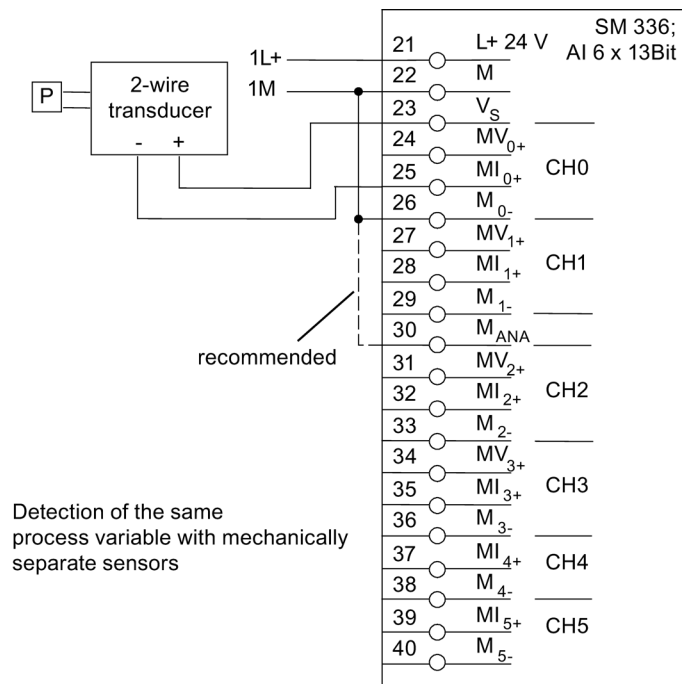 SM 336;
AI 6 x 13Bit
1L+
1M
P
2-wire
transducer
- +
recommended
Detection of the same
process variable with mechanically
separate sensors
21 L+ 24 V
22 M
23 VS
24 MV0+
25 MI0+ CH0
26 M0-
27 MV1+
28 MI1+ CH1
29 M1-
30 MANA
31 MV2+
32 MI2+ CH2
33 M2-
34 MV3+
35 MI3+ CH3
36 M3-
37 MI4+ CH4
38 M4-
39 MI5+ CH5
40 M5-